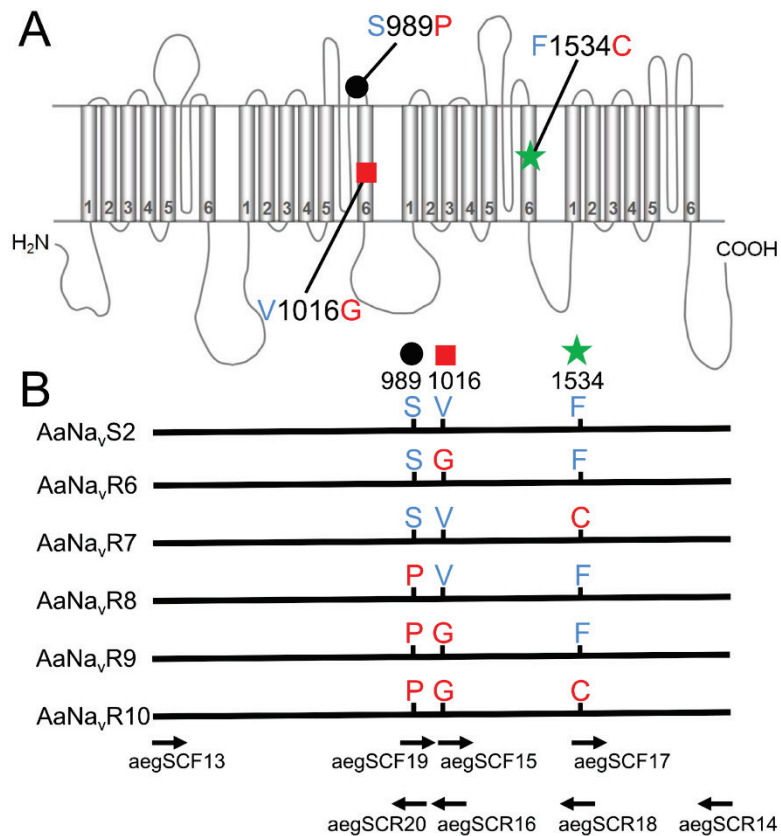 A
S989P
F1534C
1 2 3 4 5 6 1 2 3 4 5 6 1 2 3 4 5 6 1 2 3 4 5 6
H₂N
COOH
V1016G
B
989 1016 1534
AaNaᵥS2 S V F
AaNaᵥR6 S G F
AaNaᵥR7 S V C
AaNaᵥR8 P V F
AaNaᵥR9 P G F
AaNaᵥR10 P G C
aegSCF13 aegSCF19 aegSCF15 aegSCF17
aegSCR20 aegSCR16 aegSCR18 aegSCR14